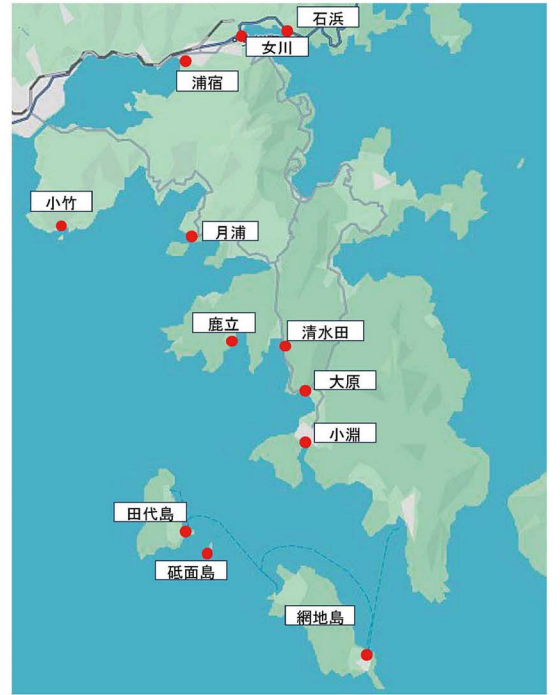 石浜
女川
浦宿
小竹
月浦
鹿立
清水田
大原
小淵
田代島
砥面島
網地島